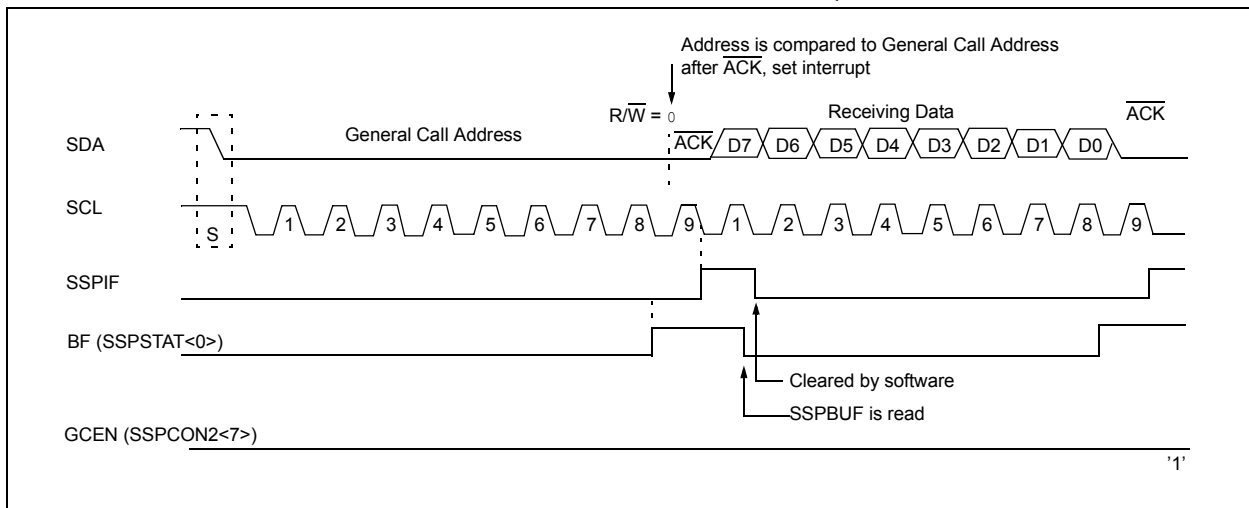 Address is compared to General Call Address
after ACK, set interrupt
R/W = 0
General Call Address
Receiving Data
ACK
SDA
ACK D7 D6 D5 D4 D3 D2 D1 D0
SCL
S
1 2 3 4 5 6 7 8 9 1 2 3 4 5 6 7 8 9
SSPIF
BF (SSPSTAT<0>)
Cleared by software
SSPBUF is read
GCEN (SSPCON2<7>)
'1'